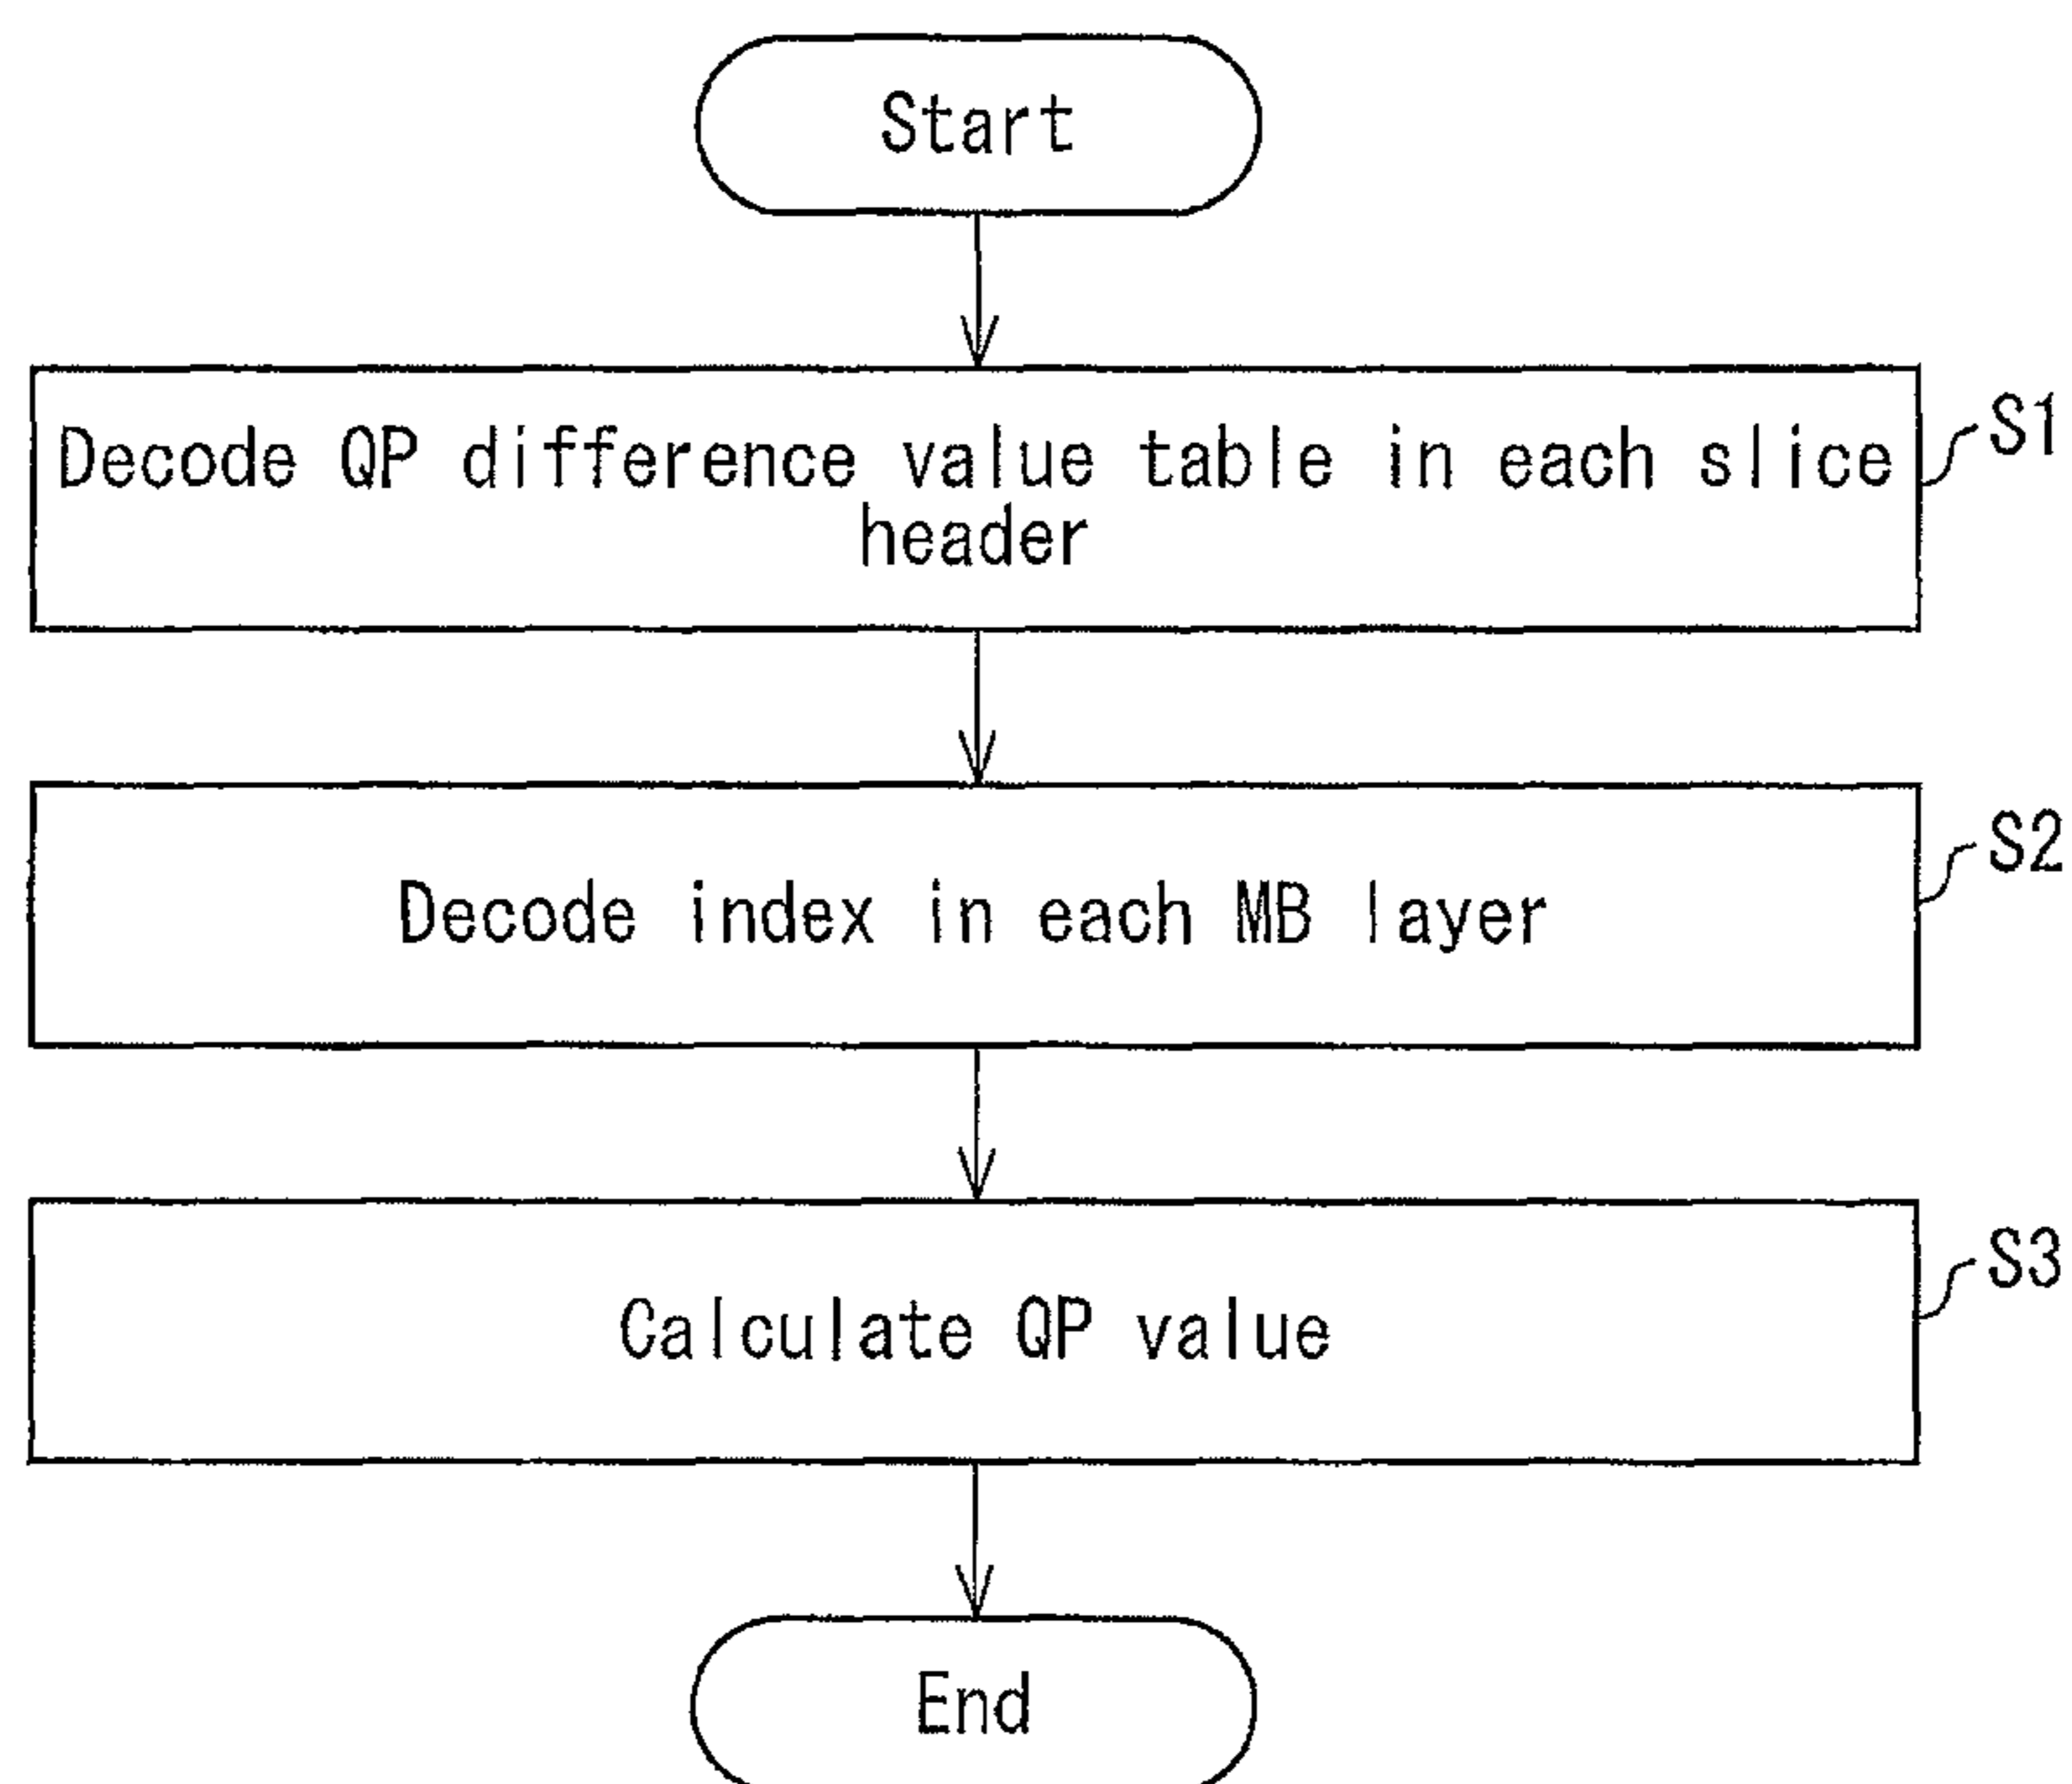 Start
Decode QP difference value table in each slice
header
S1
Decode index in each MB layer
S2
Calculate QP value
S3
End